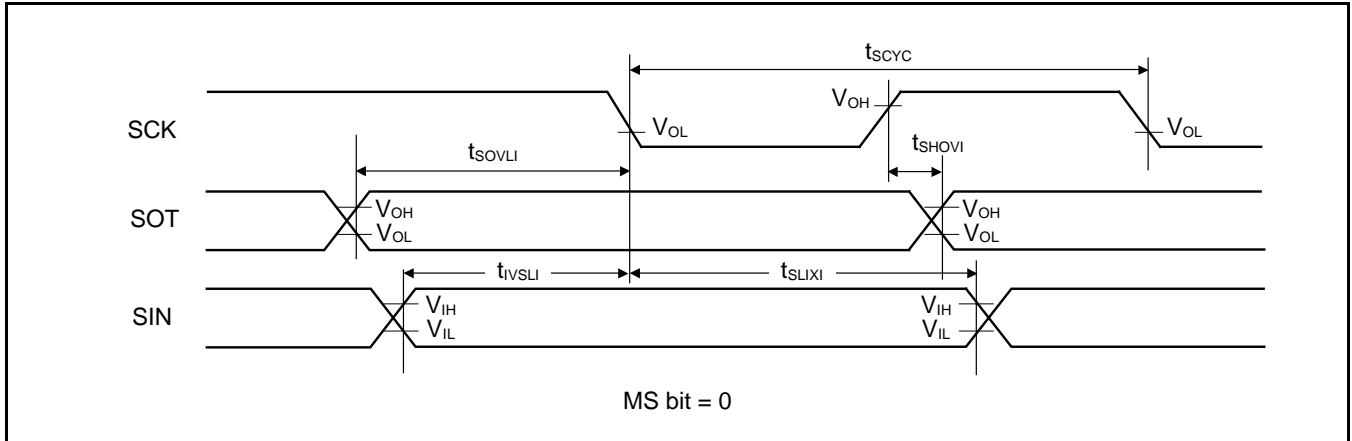 tSCYC
SCK
VOH
VOL
VOL
tSOVLI
tSHOVI
SOT
VOH
VOL
VOH
VOL
tIVSLI
tSLIXI
SIN
VIH
VIL
VIH
VIL
MS bit = 0